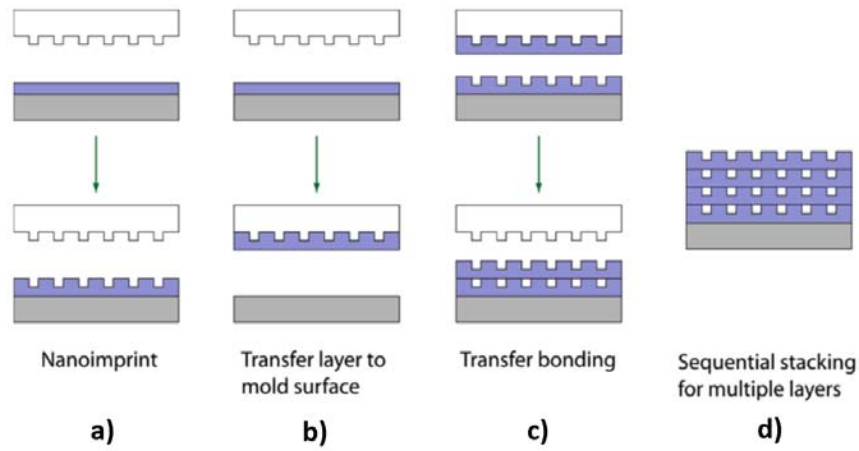 Nanoimprint
Transfer layer to
mold surface
Transfer bonding
Sequential stacking
for multiple layers
a)
b)
c)
d)